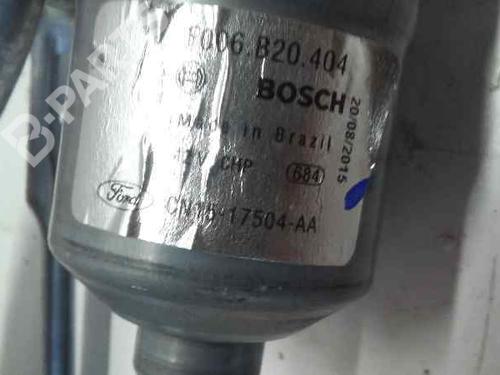 F006.B20.404
BOSCH
20/08/2015
Made in Brazil
12V CHP
684
Ford
CN15-17504-AA
B-PARTS